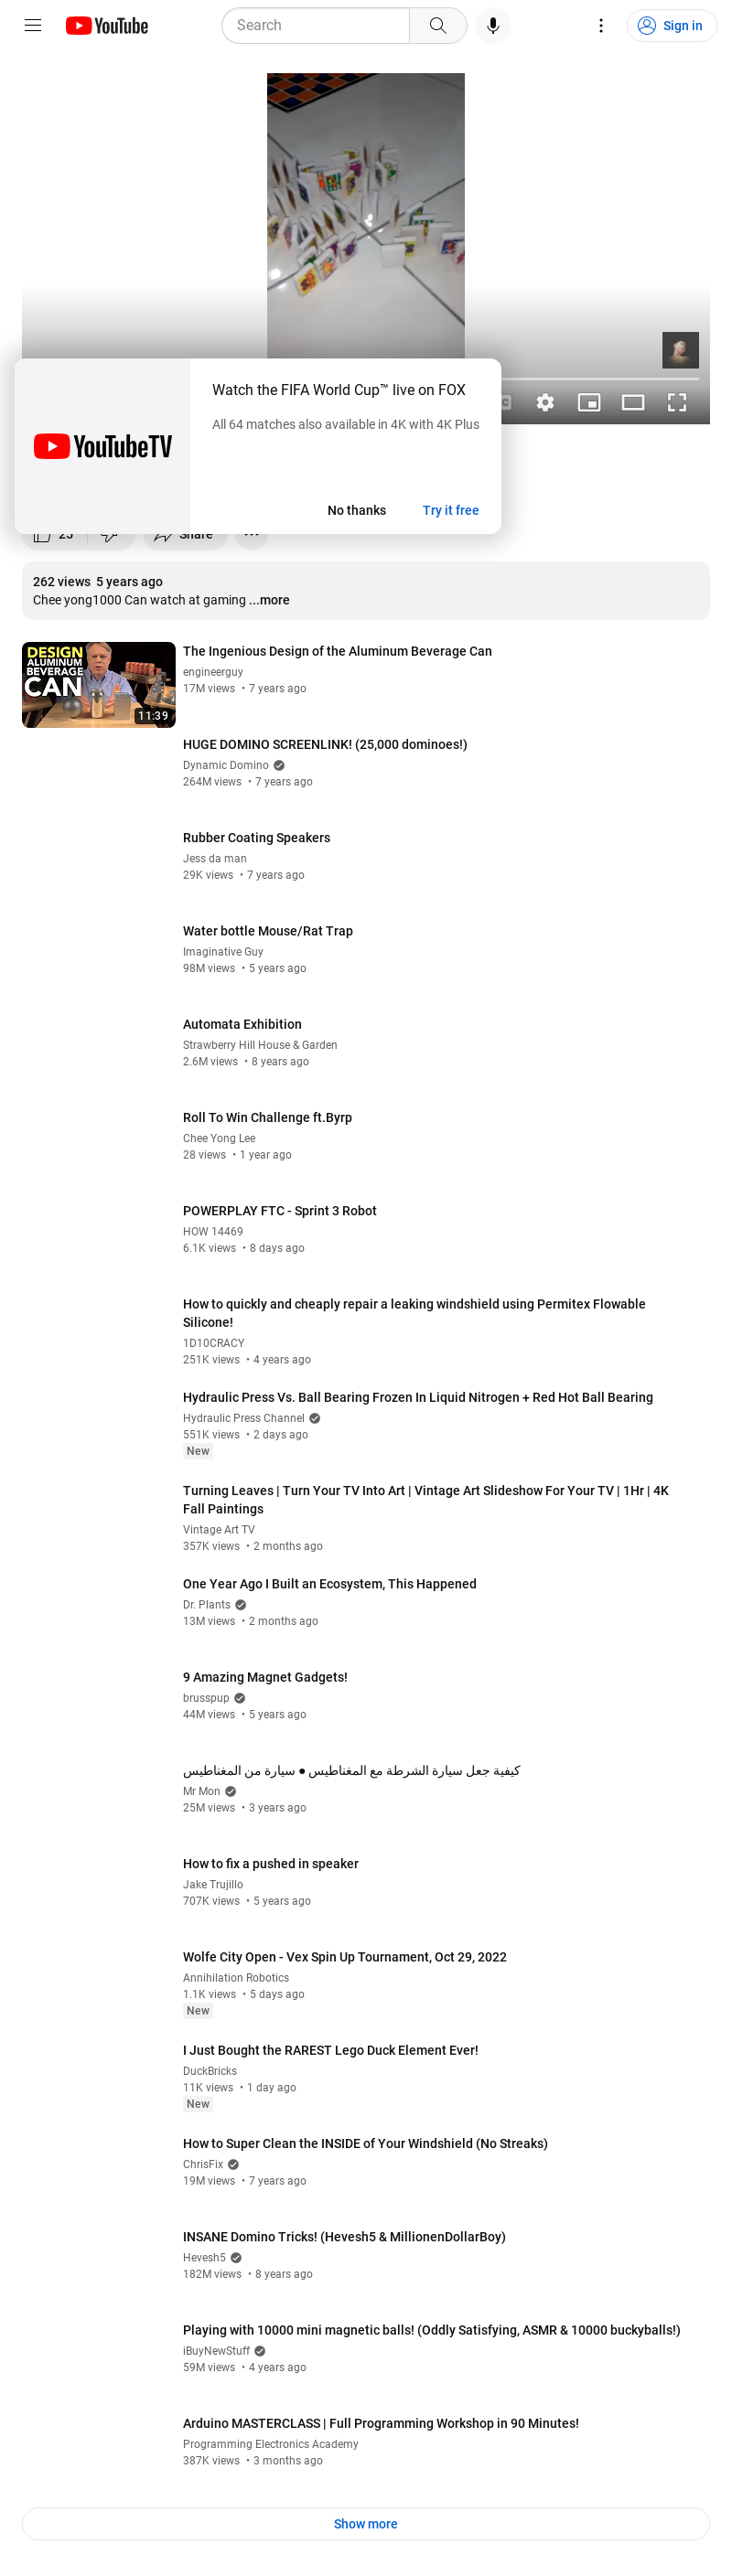 YouTube
Search
Sign in
Watch the FIFA World Cup™ live on FOX
All 64 matches also available in 4K with 4K Plus
YouTubeTV
No thanks
Try it free
25
Share
262 views 5 years ago
Chee yong1000 Can watch at gaming ...more
DESIGN
ALUMINUM
BEVERAGE
CAN
11:39
The Ingenious Design of the Aluminum Beverage Can
engineerguy
17M views • 7 years ago
HUGE DOMINO SCREENLINK! (25,000 dominoes!)
Dynamic Domino
264M views • 7 years ago
Rubber Coating Speakers
Jess da man
29K views • 7 years ago
Water bottle Mouse/Rat Trap
Imaginative Guy
98M views • 5 years ago
Automata Exhibition
Strawberry Hill House & Garden
2.6M views • 8 years ago
Roll To Win Challenge ft.Byrp
Chee Yong Lee
28 views • 1 year ago
POWERPLAY FTC - Sprint 3 Robot
HOW 14469
6.1K views • 8 days ago
How to quickly and cheaply repair a leaking windshield using Permitex Flowable
Silicone!
1D10CRACY
251K views • 4 years ago
Hydraulic Press Vs. Ball Bearing Frozen In Liquid Nitrogen + Red Hot Ball Bearing
Hydraulic Press Channel
551K views • 2 days ago
New
Turning Leaves | Turn Your TV Into Art | Vintage Art Slideshow For Your TV | 1Hr | 4K
Fall Paintings
Vintage Art TV
357K views • 2 months ago
One Year Ago I Built an Ecosystem, This Happened
Dr. Plants
13M views • 2 months ago
9 Amazing Magnet Gadgets!
brusspup
44M views • 5 years ago
كيفية جعل سيارة الشرطة مع المغناطيس ● سيارة من المغناطيس
Mr Mon
25M views • 3 years ago
How to fix a pushed in speaker
Jake Trujillo
707K views • 5 years ago
Wolfe City Open - Vex Spin Up Tournament, Oct 29, 2022
Annihilation Robotics
1.1K views • 5 days ago
New
I Just Bought the RAREST Lego Duck Element Ever!
DuckBricks
11K views • 1 day ago
New
How to Super Clean the INSIDE of Your Windshield (No Streaks)
ChrisFix
19M views • 7 years ago
INSANE Domino Tricks! (Hevesh5 & MillionenDollarBoy)
Hevesh5
182M views • 8 years ago
Playing with 10000 mini magnetic balls! (Oddly Satisfying, ASMR & 10000 buckyballs!)
iBuyNewStuff
59M views • 4 years ago
Arduino MASTERCLASS | Full Programming Workshop in 90 Minutes!
Programming Electronics Academy
387K views • 3 months ago
Show more